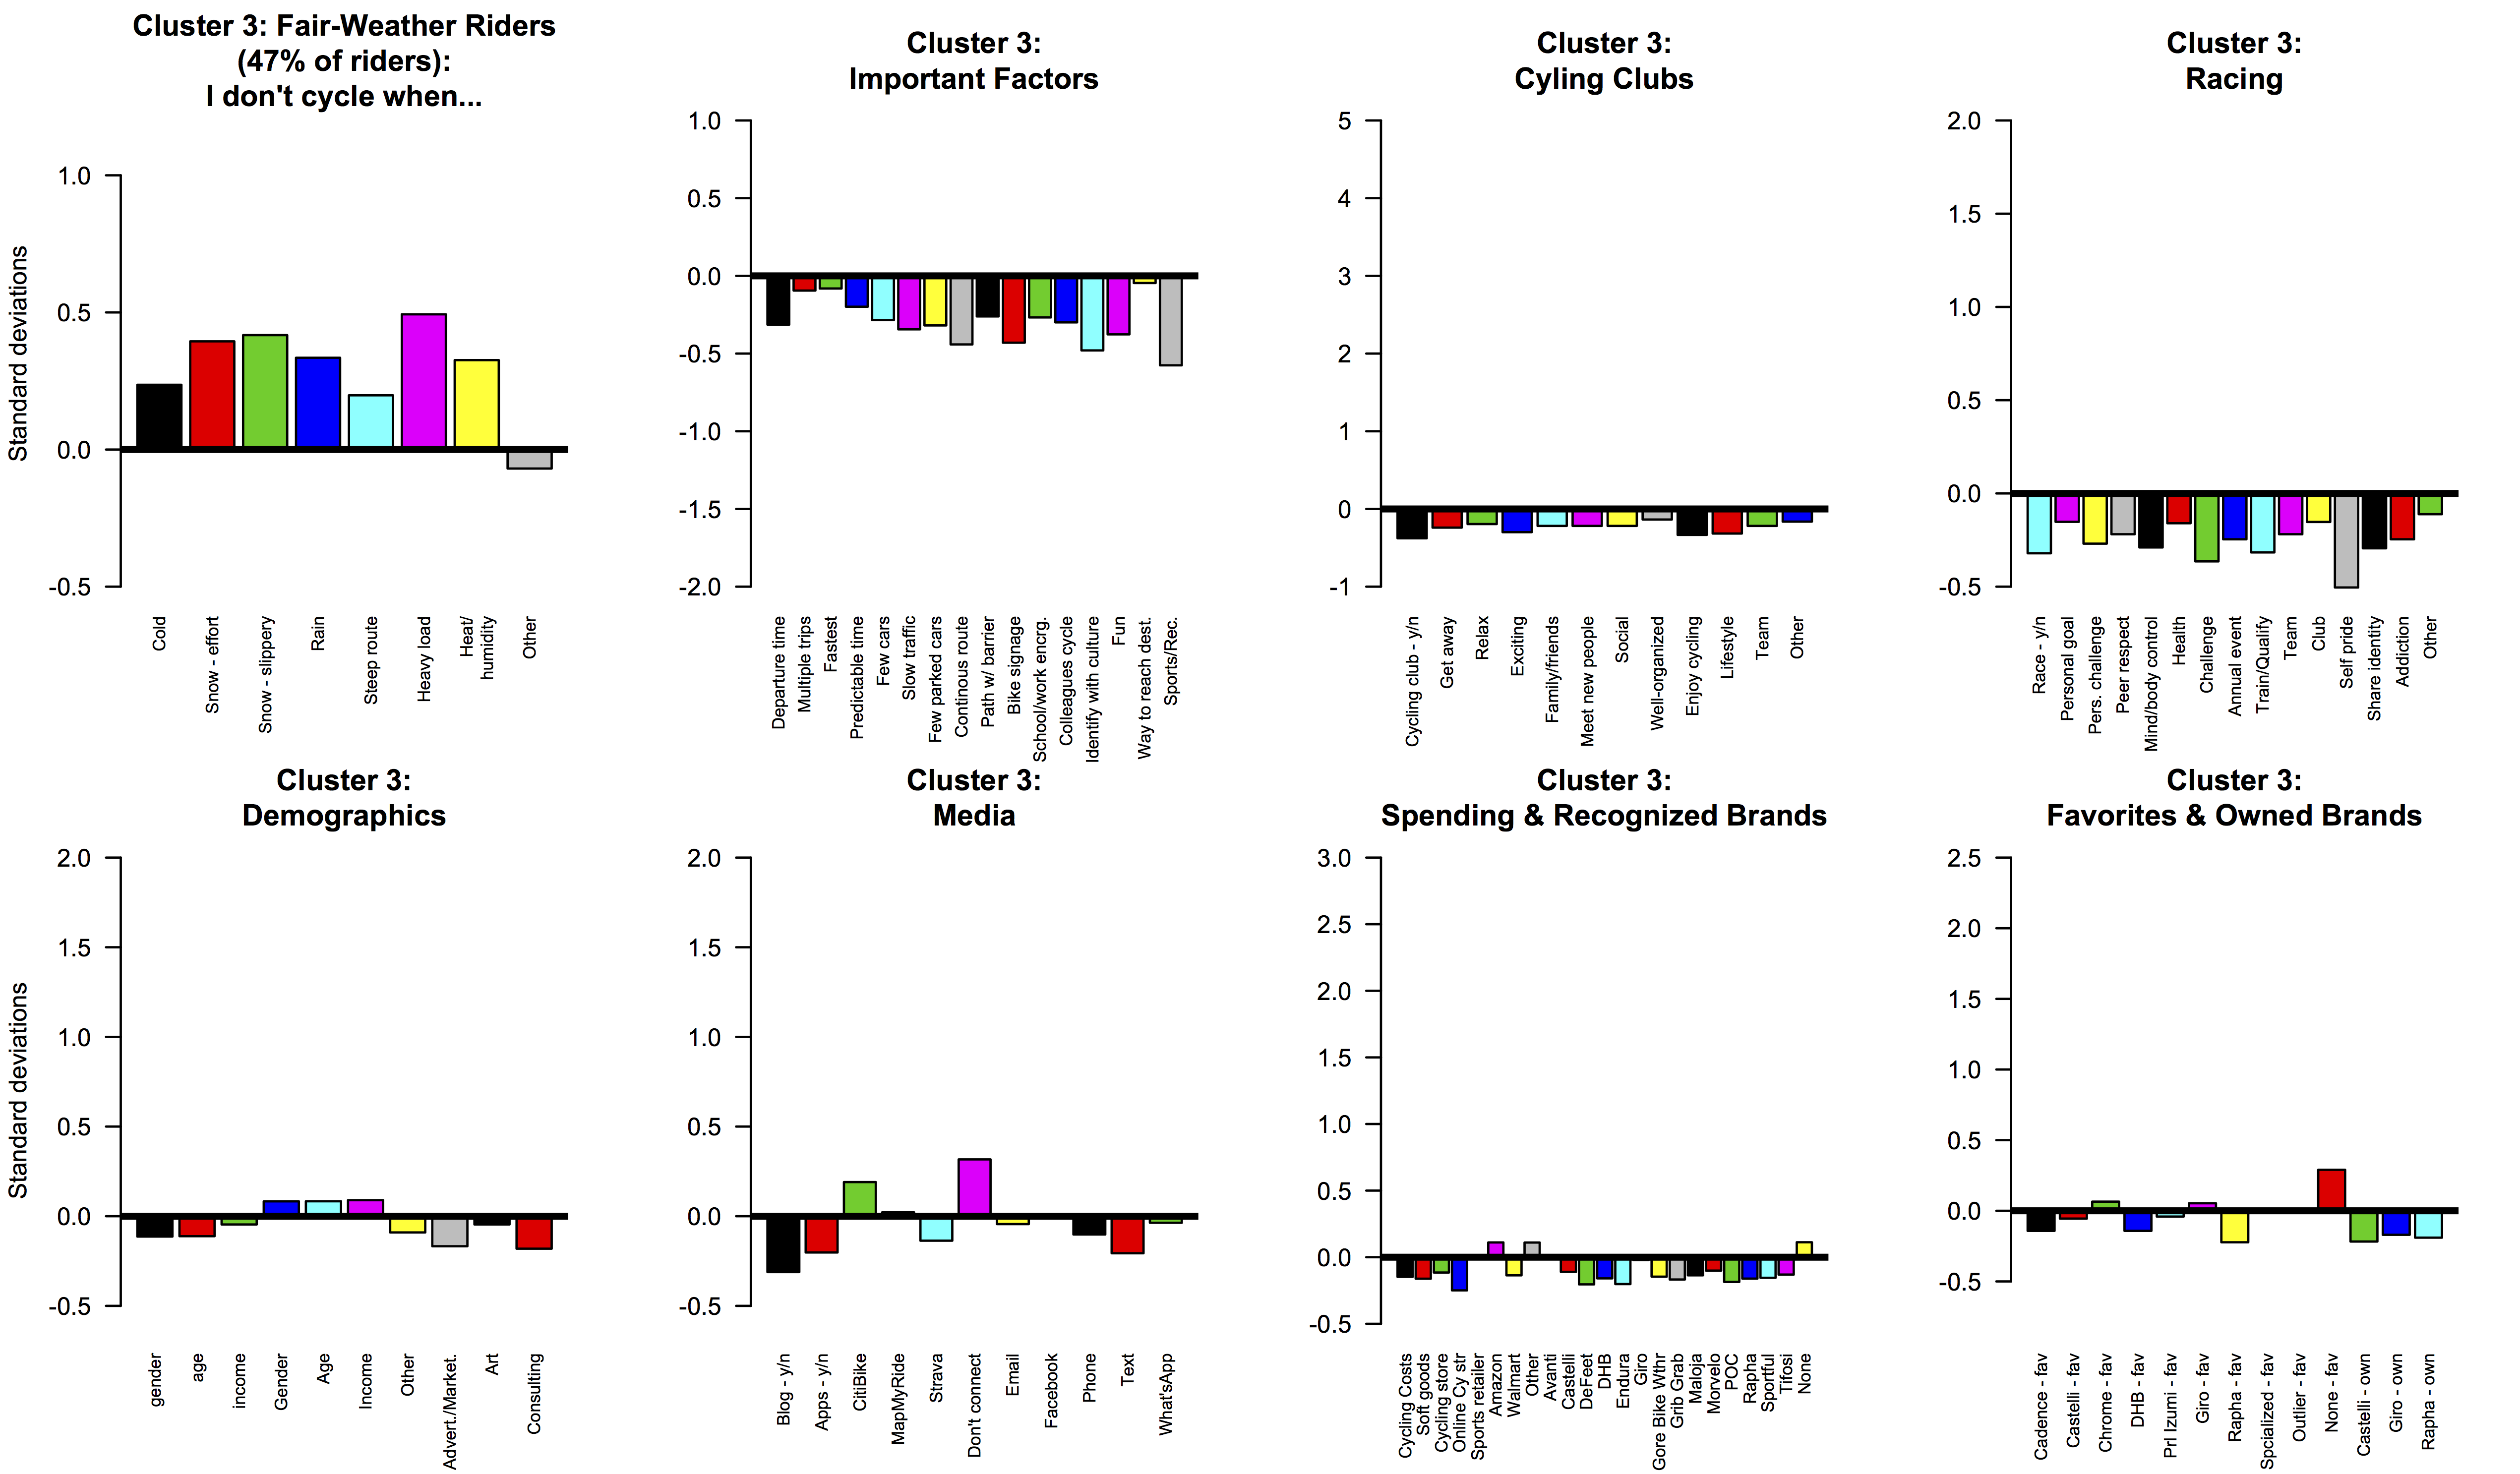 Cluster 3: Fair-Weather Riders
(47% of riders):
I don't cycle when...
Standard deviations
1.0
0.5
0.0
-0.5
Cold
Snow - effort
Snow - slippery
Rain
Steep route
Heavy load
Heat/
humidity
Other
Cluster 3:
Important Factors
1.0
0.5
0.0
-0.5
-1.0
-1.5
-2.0
Departure time
Multiple trips
Fastest
Predictable time
Few cars
Slow traffic
Few parked cars
Continous route
Path w/ barrier
Bike signage
School/work encrg.
Colleagues cycle
Identify with culture
Fun
Way to reach dest.
Sports/Rec.
Cluster 3:
Cyling Clubs
5
4
3
2
1
0
-1
Cycling club - y/n
Get away
Relax
Exciting
Family/friends
Meet new people
Social
Well-organized
Enjoy cycling
Lifestyle
Team
Other
Cluster 3:
Racing
2.0
1.5
1.0
0.5
0.0
-0.5
Race - y/n
Personal goal
Pers. challenge
Peer respect
Mind/body control
Health
Challenge
Annual event
Train/Qualify
Team
Club
Self pride
Share identity
Addiction
Other
Cluster 3:
Demographics
Standard deviations
2.0
1.5
1.0
0.5
0.0
-0.5
gender
age
income
Gender
Age
Income
Other
Advert./Market.
Art
Consulting
Cluster 3:
Media
2.0
1.5
1.0
0.5
0.0
-0.5
Blog - y/n
Apps - y/n
CitiBike
MapMyRide
Strava
Don't connect
Email
Facebook
Phone
Text
What'sApp
Cluster 3:
Spending & Recognized Brands
3.0
2.5
2.0
1.5
1.0
0.5
0.0
-0.5
Cycling Costs
Soft goods
Cycling store
Online Cy str
Sports retailer
Amazon
Walmart
Other
Avanti
Castelli
DeFeet
DHB
Endura
Giro
Gore Bike Wthr
Grib Grab
Maloja
Morvelo
POC
Rapha
Sportful
Tifosi
None
Cluster 3:
Favorites & Owned Brands
2.5
2.0
1.5
1.0
0.5
0.0
-0.5
Cadence - fav
Castelli - fav
Chrome - fav
DHB - fav
Prl Izumi - fav
Giro - fav
Rapha - fav
Spcialized - fav
Outlier - fav
None - fav
Castelli - own
Giro - own
Rapha - own